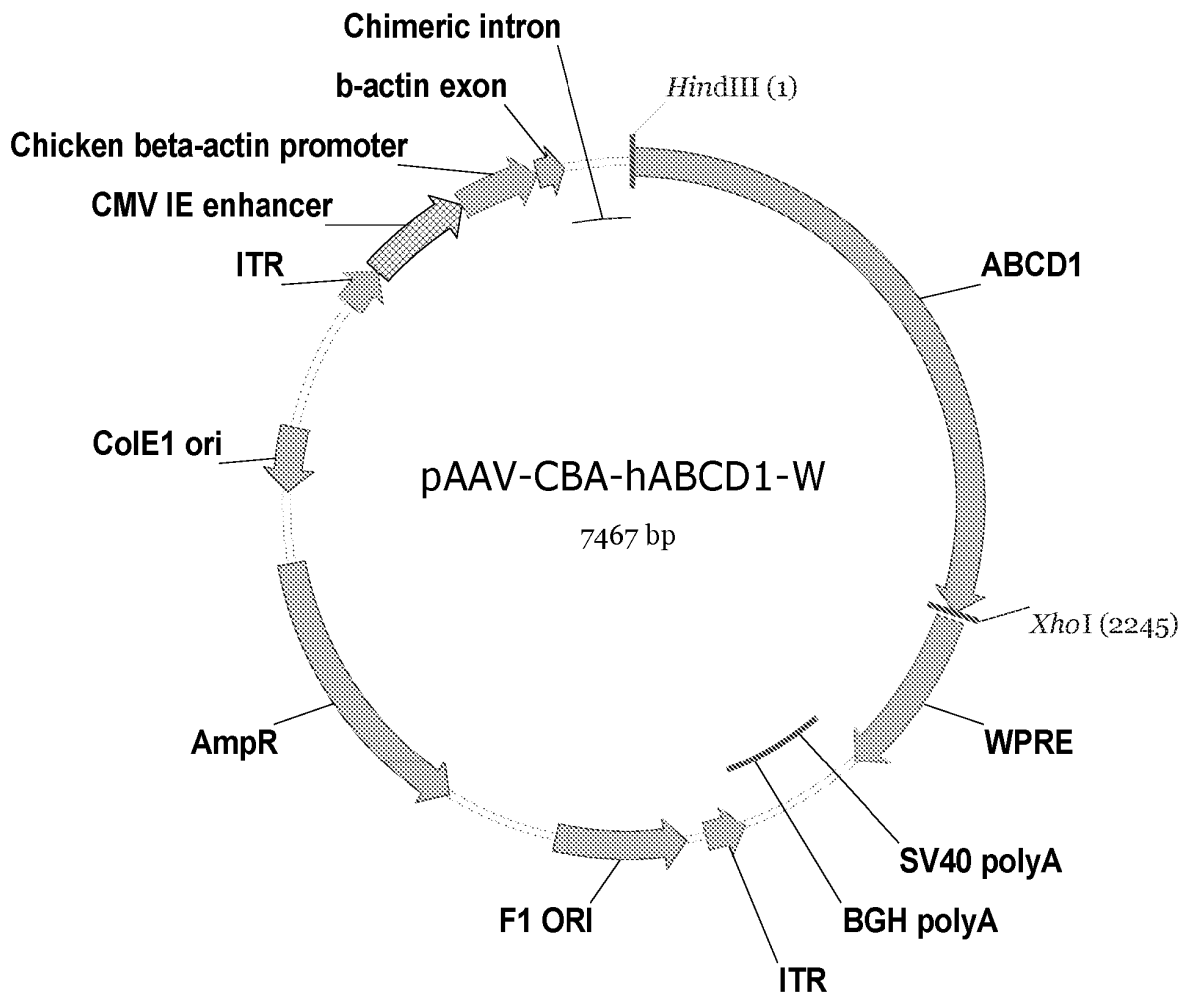 Chimeric intron
b-actin exon
HindIII (1)
Chicken beta-actin promoter
CMV IE enhancer
ITR
ABCD1
ColE1 ori
pAAV-CBA-hABCD1-W
7467 bp
XhoI (2245)
AmpR
WPRE
SV40 polyA
F1 ORI
BGH polyA
ITR